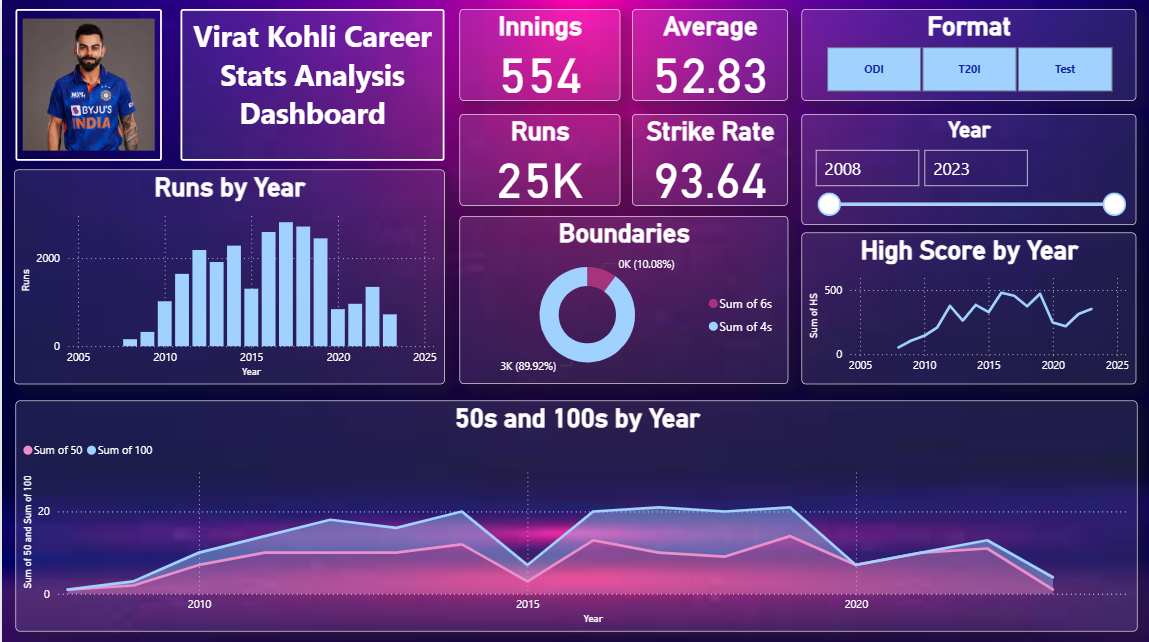 Virat Kohli Career
Stats Analysis
Dashboard
MPL
BYJU'S
INDIA
Innings
554
Average
52.83
Format
ODI
T20I
Test
Runs
25K
Strike Rate
93.64
Year
2008
2023
Runs by Year
Runs
2000
0
2005
2010
2015
2020
2025
Year
Boundaries
0K (10.08%)
Sum of 6s
Sum of 4s
3K (89.92%)
High Score by Year
Sum of HS
500
0
2005
2010
2015
2020
2025
50s and 100s by Year
Sum of 50
Sum of 100
Sum of 50 and Sum of 100
20
0
2010
2015
2020
Year